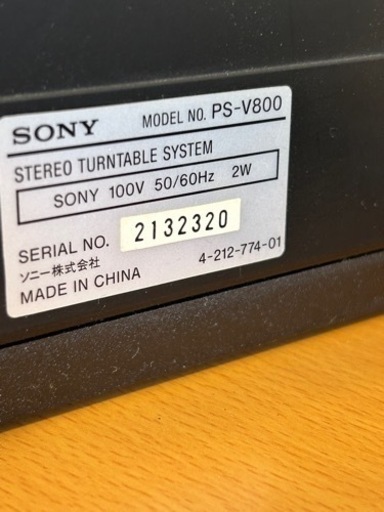 SONY MODEL NO. PS-V800
STEREO TURNTABLE SYSTEM
SONY 100V 50/60Hz 2W
SERIAL NO. 2132320
ソニー株式会社 4-212-774-01
MADE IN CHINA